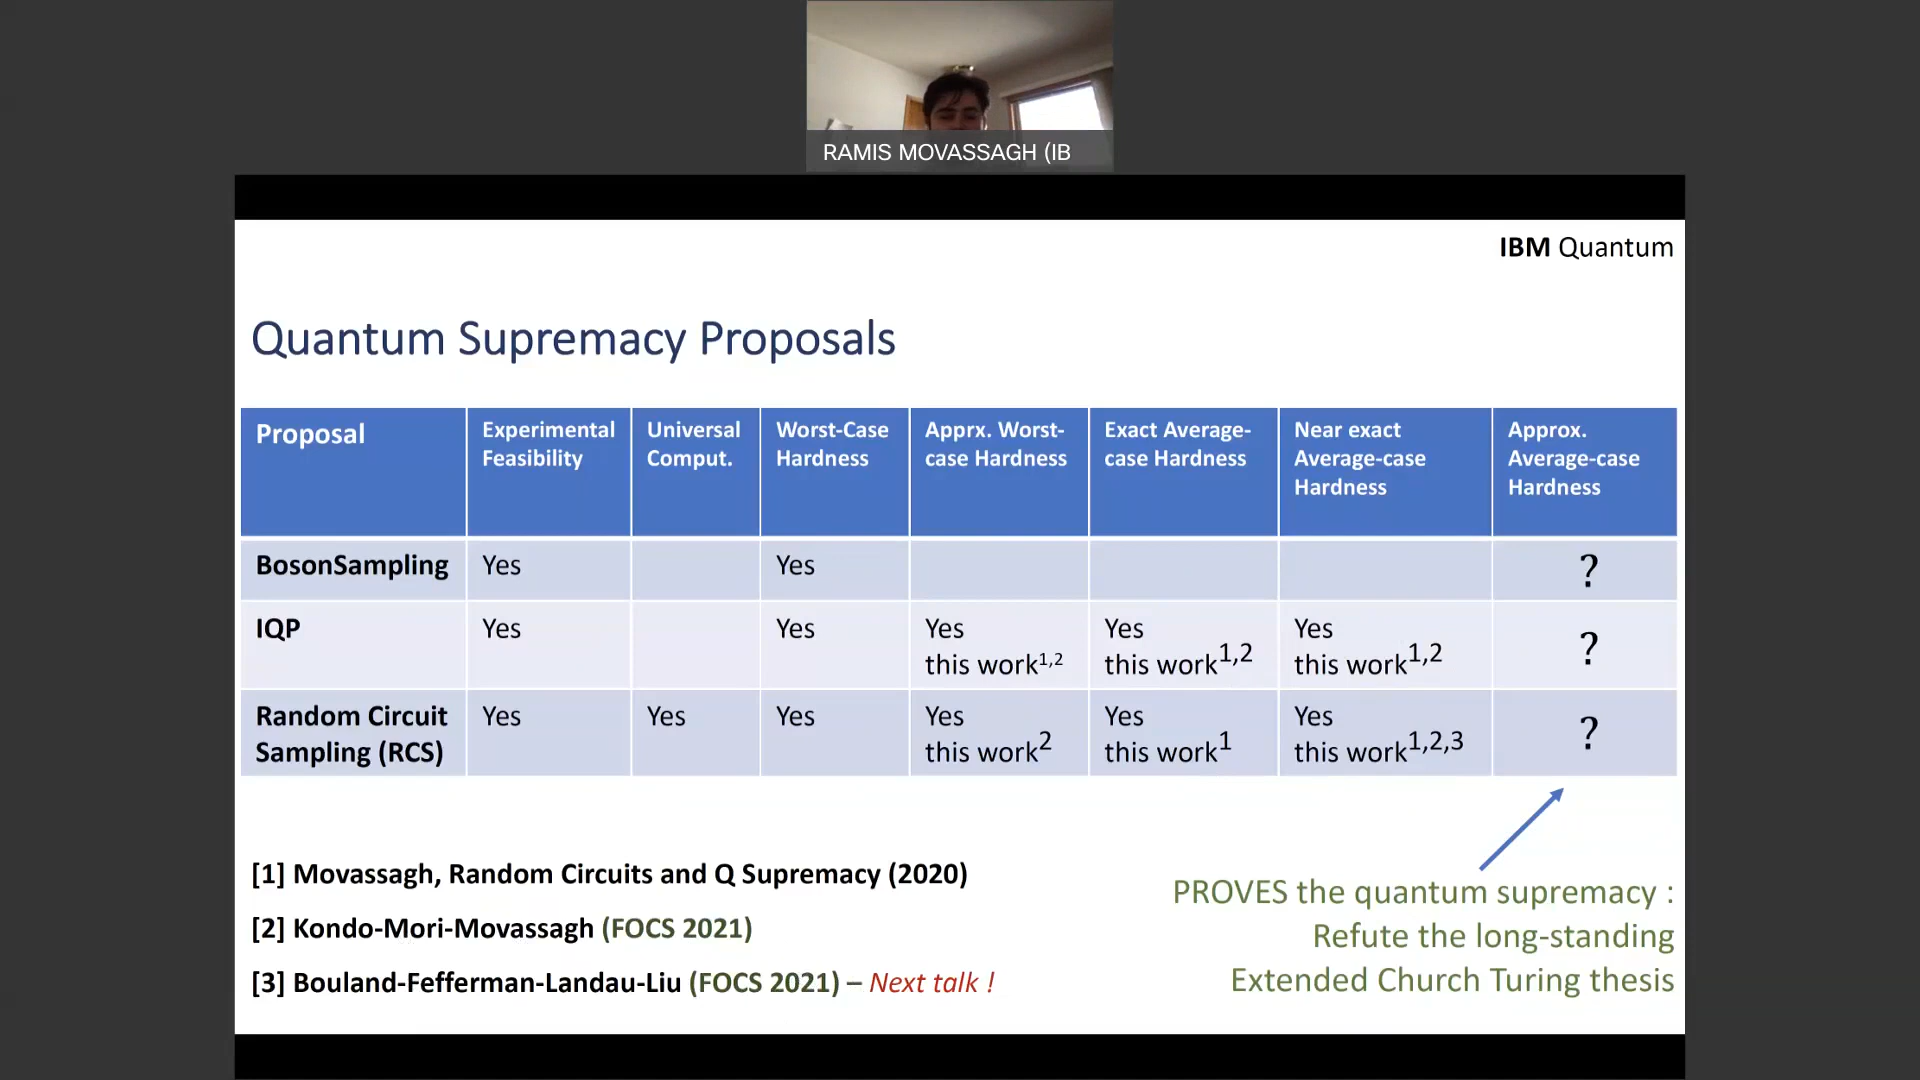 RAMIS MOVASSAGH (IB
IBM Quantum
Quantum Supremacy Proposals
Proposal
Experimental
Feasibility
Universal
Comput.
Worst-Case
Hardness
Apprx. Worst-
case Hardness
Exact Average-
case Hardness
Near exact
Average-case
Hardness
Approx.
Average-case
Hardness
BosonSampling
Yes
Yes
?
IQP
Yes
Yes
Yes
this work1,2
Yes
this work1,2
Yes
this work1,2
?
Random Circuit
Sampling (RCS)
Yes
Yes
Yes
Yes
this work2
Yes
this work1
Yes
this work1,2,3
?
[1] Movassagh, Random Circuits and Q Supremacy (2020)
[2] Kondo-Mori-Movassagh (FOCS 2021)
[3] Bouland-Fefferman-Landau-Liu (FOCS 2021) – Next talk !
PROVES the quantum supremacy :
Refute the long-standing
Extended Church Turing thesis